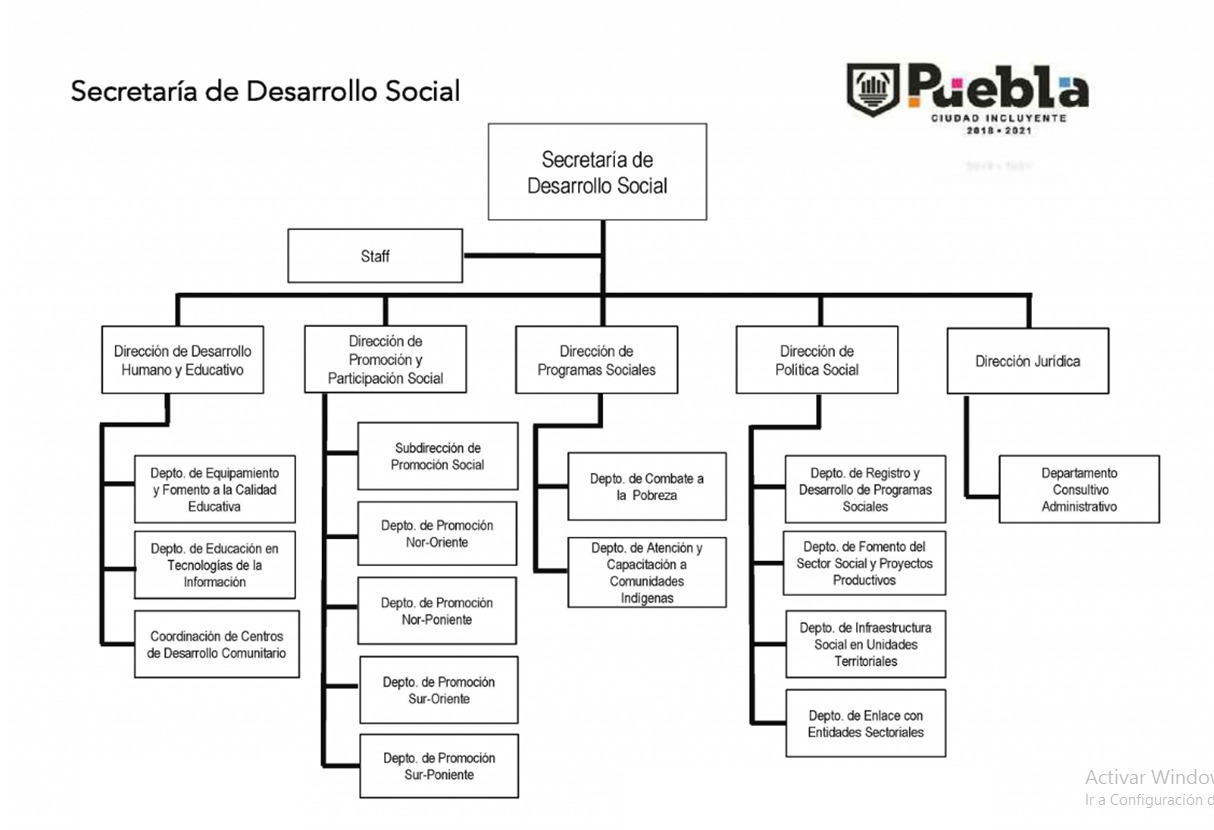 Secretaría de Desarrollo Social
Puebla
CIUDAD INCLUYENTE
2018 • 2021
Secretaría de
Desarrollo Social
Staff
Dirección de Desarrollo
Humano y Educativo
Dirección de
Promoción y
Participación Social
Dirección de
Programas Sociales
Dirección de
Política Social
Dirección Jurídica
Depto. de Equipamiento
y Fomento a la Calidad
Educativa
Depto. de Educación en
Tecnologías de la
Información
Coordinación de Centros
de Desarrollo Comunitario
Subdirección de
Promoción Social
Depto. de Promoción
Nor-Oriente
Depto. de Promoción
Nor-Poniente
Depto. de Promoción
Sur-Oriente
Depto. de Promoción
Sur-Poniente
Depto. de Combate a
la Pobreza
Depto. de Atención y
Capacitación a
Comunidades
Indígenas
Depto. de Registro y
Desarrollo de Programas
Sociales
Depto. de Fomento del
Sector Social y Proyectos
Productivos
Depto. de Infraestructura
Social en Unidades
Territoriales
Depto. de Enlace con
Entidades Sectoriales
Departamento
Consultivo
Administrativo
Activar Window
Ir a Configuración d